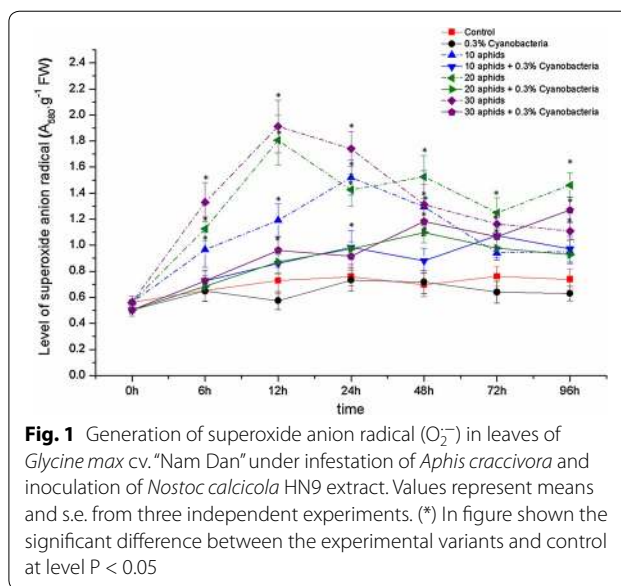 Control
0.3% Cyanobacteria
10 aphids
10 aphids + 0.3% Cyanobacteria
20 aphids
20 aphids + 0.3% Cyanobacteria
30 aphids
30 aphids + 0.3% Cyanobacteria
Level of superoxide anion radical (A₅₈₀.g⁻¹ FW)
2.4
2.2
2.0
1.8
1.6
1.4
1.2
1.0
0.8
0.6
0.4
0.2
0.0
0h 6h 12h 24h 48h 72h 96h
time
Fig. 1 Generation of superoxide anion radical (O₂·−) in leaves of
Glycine max cv. “Nam Dan” under infestation of Aphis craccivora and
inoculation of Nostoc calcicola HN9 extract. Values represent means
and s.e. from three independent experiments. (*) In figure shown the
significant difference between the experimental variants and control
at level P < 0.05